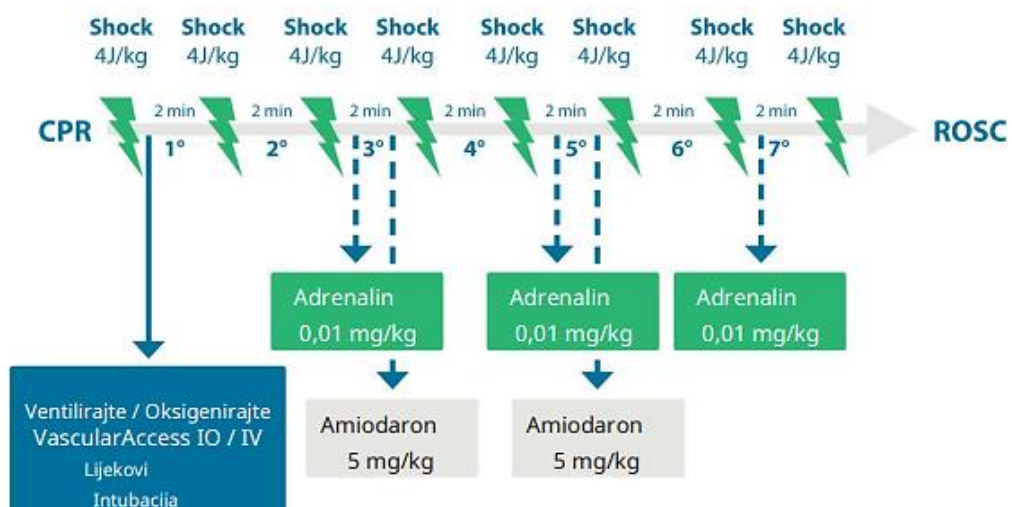 Shock Shock Shock Shock Shock Shock Shock Shock
4J/kg 4J/kg 4J/kg 4J/kg 4J/kg 4J/kg 4J/kg 4J/kg
2 min 2 min 2 min 2 min 2 min 2 min 2 min
CPR ROSC
1° 2° 3° 4° 5° 6° 7°
Adrenalin Adrenalin Adrenalin
0,01 mg/kg 0,01 mg/kg 0,01 mg/kg
Ventilirajte / Oksigenirajte
VascularAccess IO / IV
Lijekovi
Intubacija
Amiodaron Amiodaron
5 mg/kg 5 mg/kg